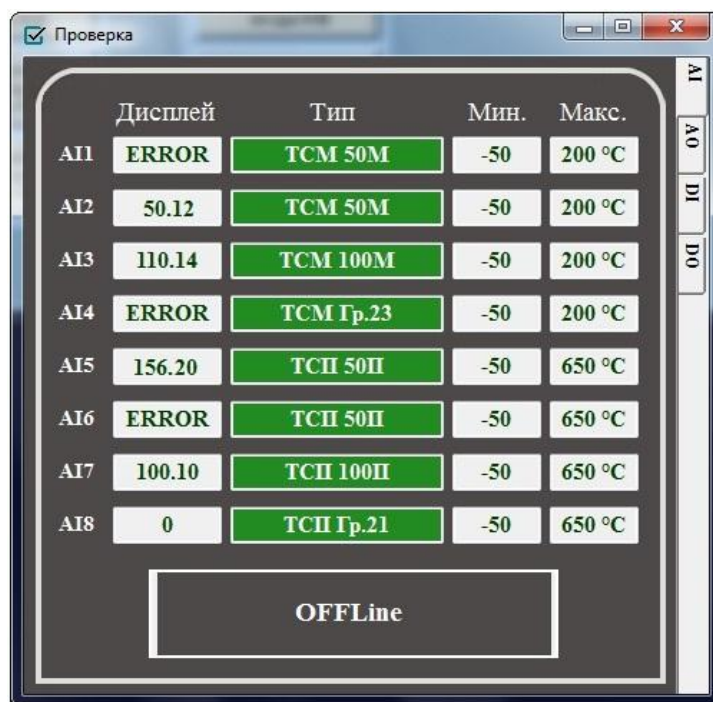 Проверка
Дисплей Тип Мин. Макс.
AI1 ERROR ТСМ 50М -50 200 °C
AI2 50.12 ТСМ 50М -50 200 °C
AI3 110.14 ТСМ 100М -50 200 °C
AI4 ERROR ТСМ Гр.23 -50 200 °C
AI5 156.20 ТСП 50П -50 650 °C
AI6 ERROR ТСП 50П -50 650 °C
AI7 100.10 ТСП 100П -50 650 °C
AI8 0 ТСП Гр.21 -50 650 °C
OFFLine
AI
AO
DI
DO